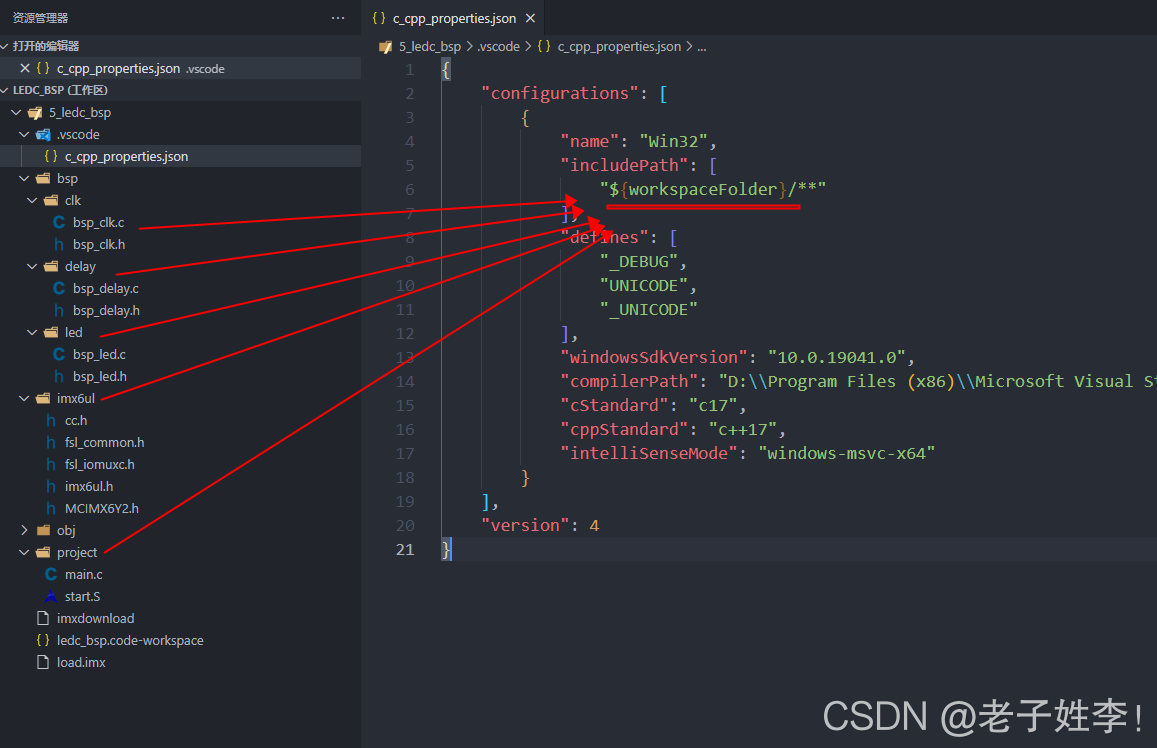 资源管理器
打开的编辑器
c_cpp_properties.json .vscode
LEDC_BSP (工作区)
5_ledc_bsp
.vscode
c_cpp_properties.json
bsp
clk
bsp_clk.c
bsp_clk.h
delay
bsp_delay.c
bsp_delay.h
led
bsp_led.c
bsp_led.h
imx6ul
cc.h
fsl_common.h
fsl_iomuxc.h
imx6ul.h
MCIMX6Y2.h
obj
project
main.c
start.S
imxdownload
ledc_bsp.code-workspace
load.imx
{} c_cpp_properties.json ×
5_ledc_bsp > .vscode > {} c_cpp_properties.json > ...
1 {
2 "configurations": [
3 {
4 "name": "Win32",
5 "includePath": [
6 "${workspaceFolder}/**"
7 ],
8 "defines": [
9 "_DEBUG",
10 "UNICODE",
11 "_UNICODE"
12 ],
13 "windowsSdkVersion": "10.0.19041.0",
14 "compilerPath": "D:\\Program Files (x86)\\Microsoft Visual St
15 "cStandard": "c17",
16 "cppStandard": "c++17",
17 "intelliSenseMode": "windows-msvc-x64"
18 }
19 ],
20 "version": 4
21 }
CSDN @老子姓李!